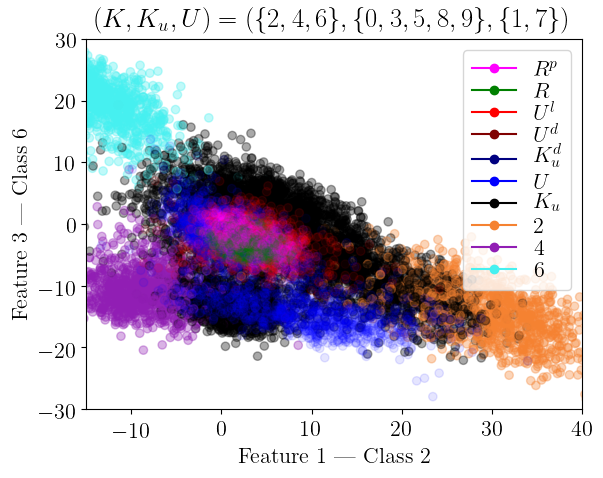 (K, K_u, U) = ({2, 4, 6}, {0, 3, 5, 8, 9}, {1, 7})
30
20
10
0
−10
−20
−30
Feature 3 — Class 6
−10
0
10
20
30
40
Feature 1 — Class 2
R^p
R
U^l
U^d
K_u^d
U
K_u
2
4
6